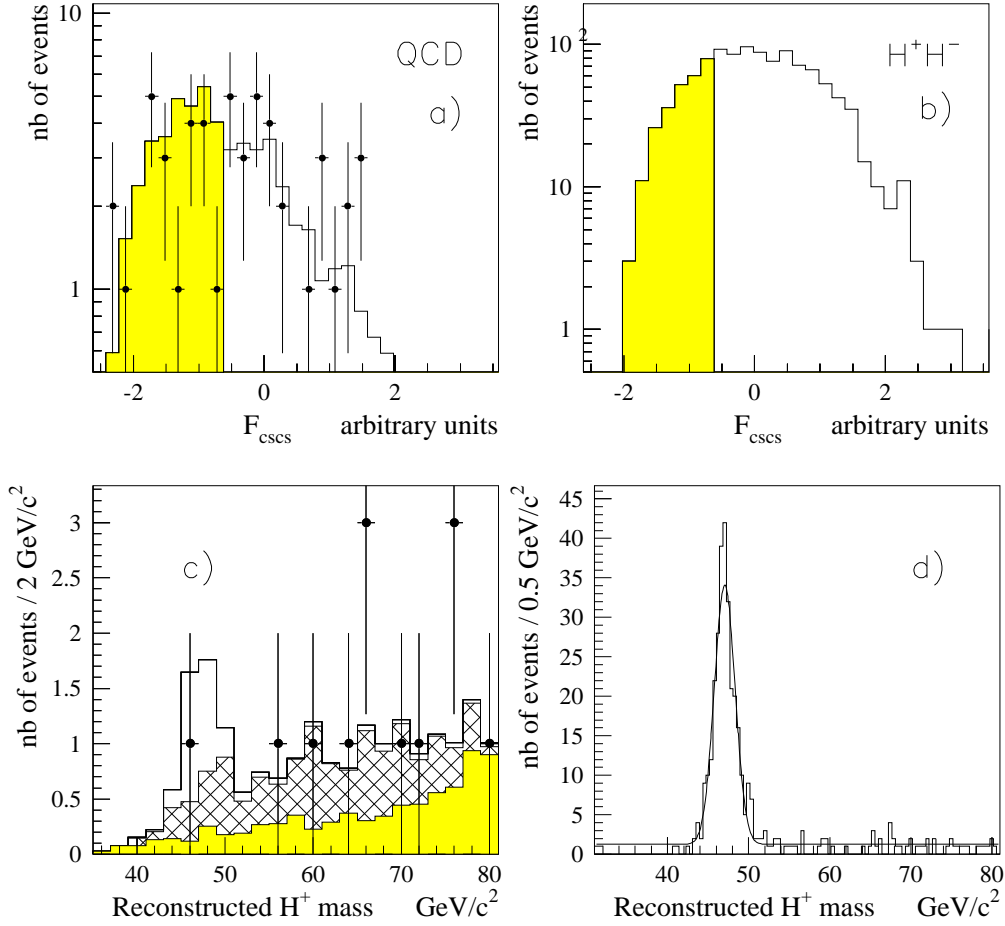 nb of events
10
1
QCD
a)
-2 0 2
F_cscs arbitrary units
nb of events
10^2
10
1
H^+H^-
b)
-2 0 2
F_cscs arbitrary units
nb of events / 2 GeV/c^2
3
2.5
2
1.5
1
0.5
0
c)
40 50 60 70 80
Reconstructed H^+ mass GeV/c^2
nb of events / 0.5 GeV/c^2
45
40
35
30
25
20
15
10
5
0
d)
40 50 60 70 80
Reconstructed H^+ mass GeV/c^2